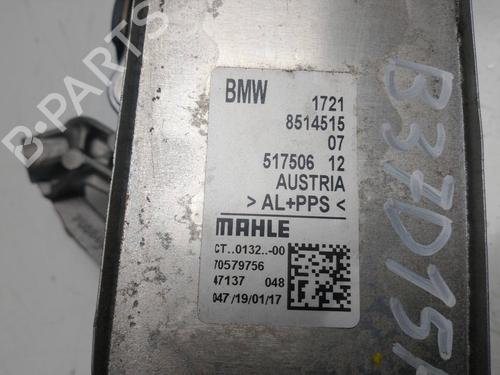 BMW 1721
8514515
07
517506 12
AUSTRIA
> AL+PPS <
MAHLE
CT..0132..-00
70579756
47137 048
047 /19/01/17
B37D15A